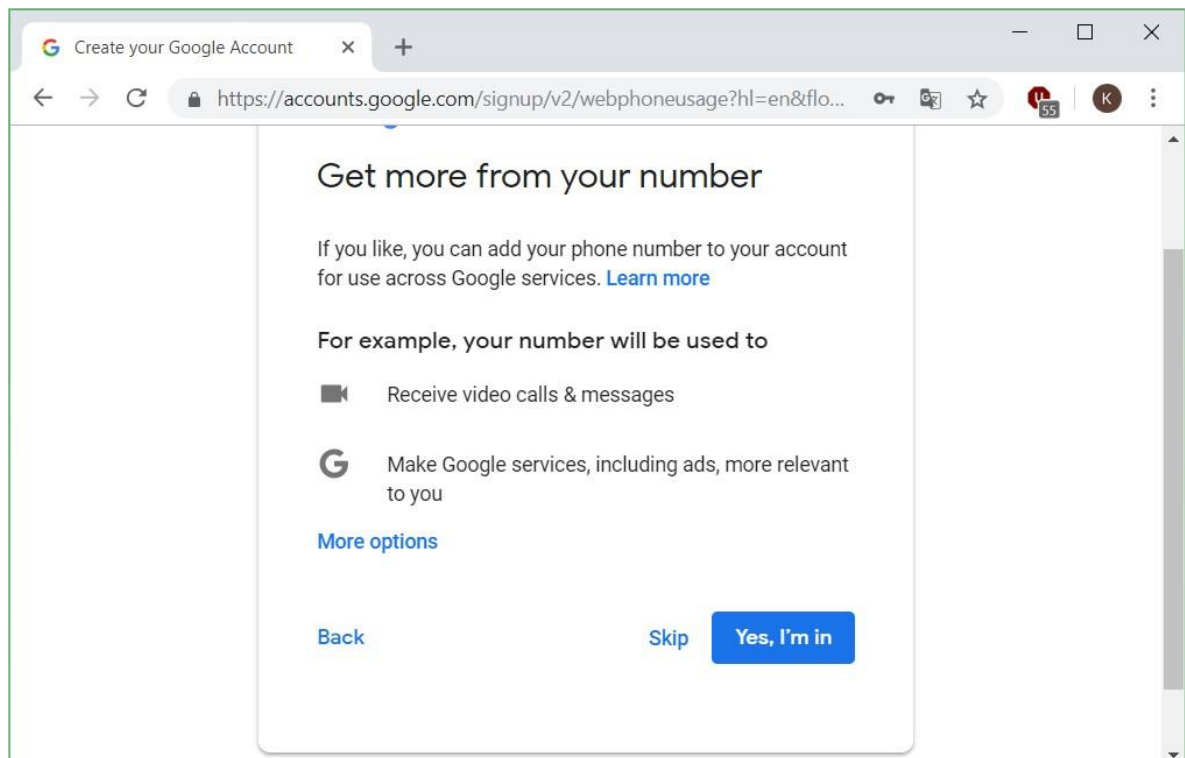 Create your Google Account
https://accounts.google.com/signup/v2/webphoneusage?hl=en&flo...
55
K
Get more from your number
If you like, you can add your phone number to your account
for use across Google services. Learn more
For example, your number will be used to
Receive video calls & messages
G Make Google services, including ads, more relevant
to you
More options
Back Skip Yes, I'm in